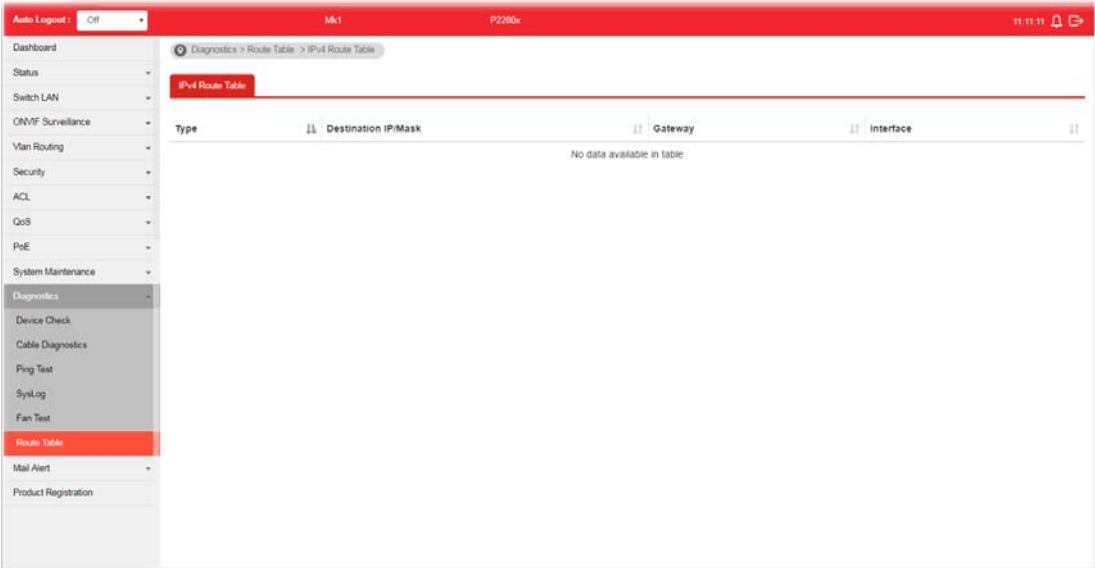 Auto Logout : Off Mk1 P2280x 11:11:11
Dashboard
Diagnostics > Route Table > IPv4 Route Table
Status
IPv4 Route Table
Switch LAN
ONVIF Surveillance
Type Destination IP/Mask Gateway Interface
Vlan Routing
No data available in table
Security
ACL
QoS
PoE
System Maintenance
Diagnostics
Device Check
Cable Diagnostics
Ping Test
SysLog
Fan Test
Route Table
Mail Alert
Product Registration